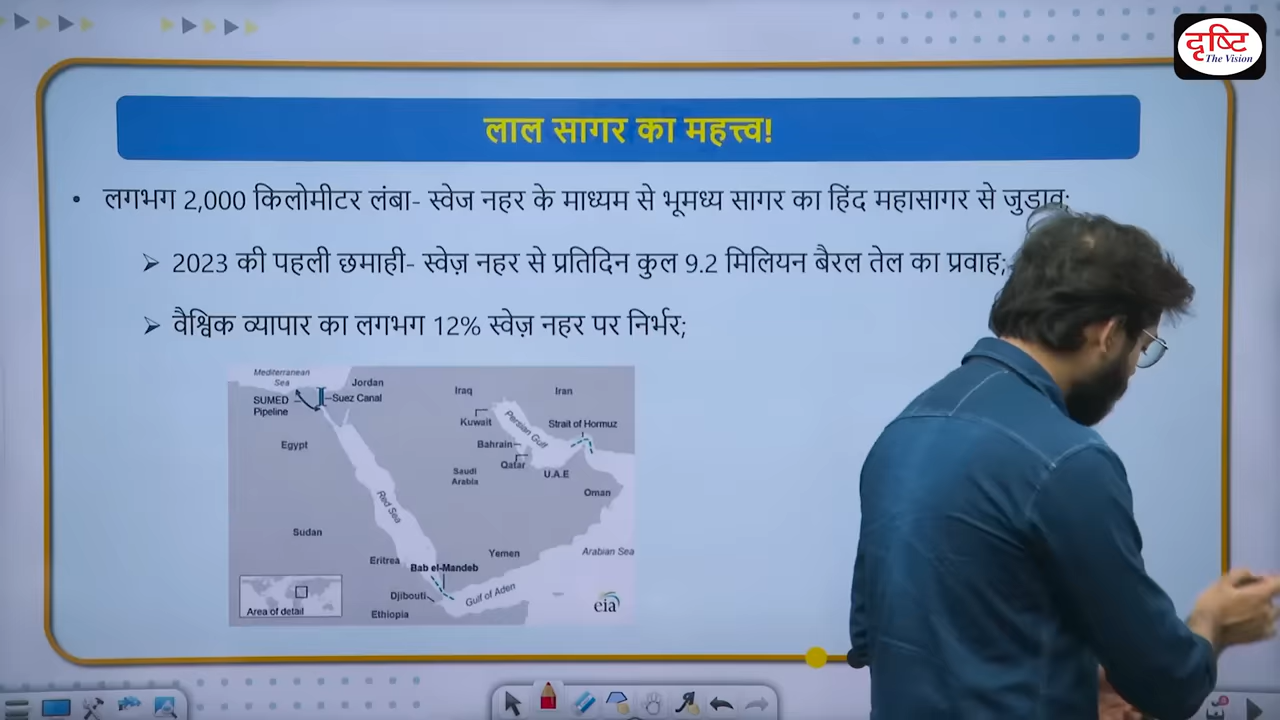 दृष्टि
The Vision
लाल सागर का महत्त्व!
• लगभग 2,000 किलोमीटर लंबा- स्वेज नहर के माध्यम से भूमध्य सागर का हिंद महासागर से जुड़ाव;
➢ 2023 की पहली छमाही- स्वेज़ नहर से प्रतिदिन कुल 9.2 मिलियन बैरल तेल का प्रवाह;
➢ वैश्विक व्यापार का लगभग 12% स्वेज़ नहर पर निर्भर;
Mediterranean
Sea
Jordan
Iraq
Iran
SUMED
Pipeline
Suez Canal
Kuwait
Persian Gulf
Strait of Hormuz
Egypt
Bahrain
Qatar
Saudi
Arabia
U.A.E
Oman
Red Sea
Sudan
Eritrea
Yemen
Arabian Sea
Bab el-Mandeb
Djibouti
Gulf of Aden
Ethiopia
Area of detail
eia